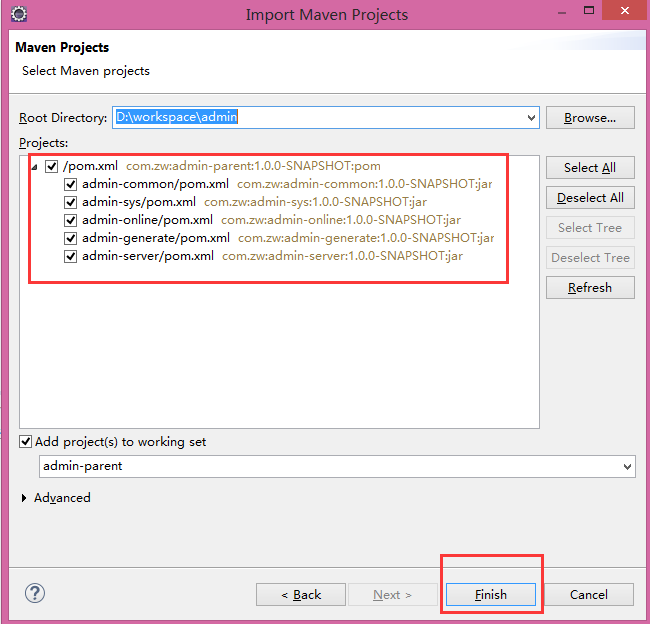 Import Maven Projects
Maven Projects
Select Maven projects
Root Directory: D:\workspace\admin Browse...
Projects:
/pom.xml com.zw:admin-parent:1.0.0-SNAPSHOT:pom Select All
admin-common/pom.xml com.zw:admin-common:1.0.0-SNAPSHOT:jar
admin-sys/pom.xml com.zw:admin-sys:1.0.0-SNAPSHOT:jar Deselect All
admin-online/pom.xml com.zw:admin-online:1.0.0-SNAPSHOT:jar Select Tree
admin-generate/pom.xml com.zw:admin-generate:1.0.0-SNAPSHOT:jar
admin-server/pom.xml com.zw:admin-server:1.0.0-SNAPSHOT:jar Deselect Tree
Refresh
Add project(s) to working set
admin-parent
Advanced
? < Back Next > Finish Cancel